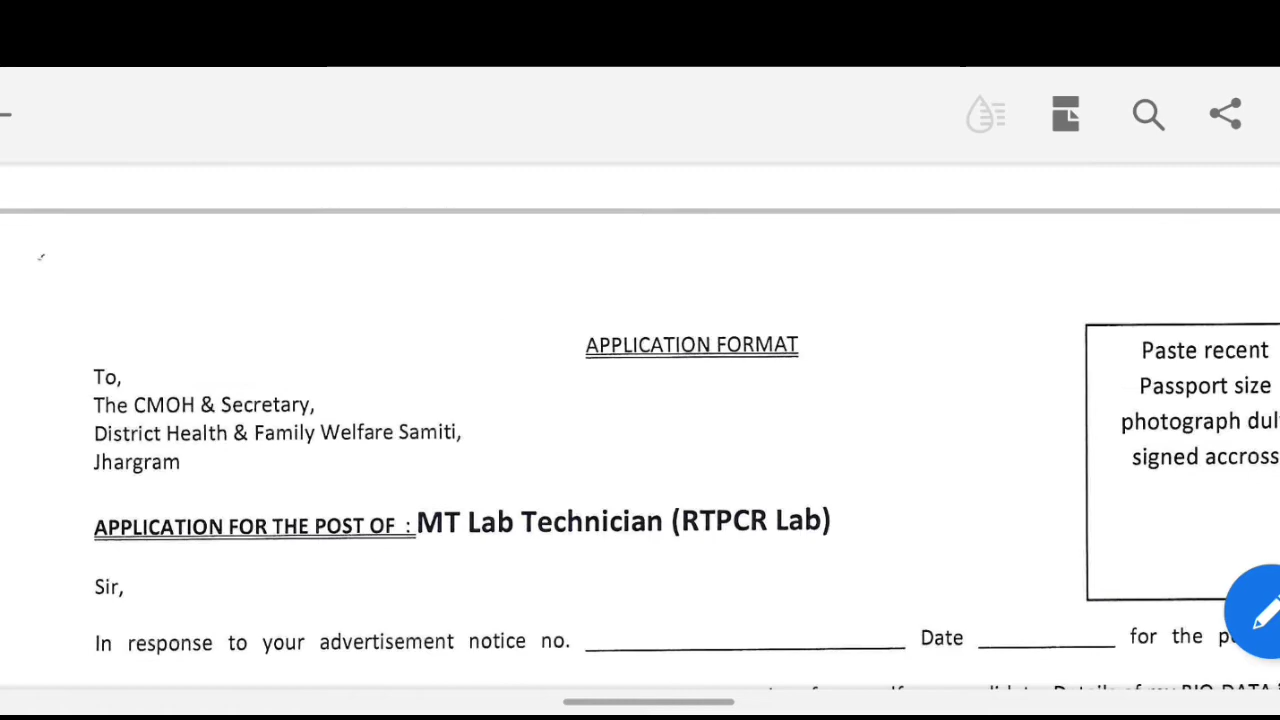 APPLICATION FORMAT
Paste recent
Passport size
photograph
signed accross
To,
The CMOH & Secretary,
District Health & Family Welfare Samiti,
Jhargram
APPLICATION FOR THE POST OF : MT Lab Technician (RTPCR Lab)
Sir,
In response to your advertisement notice no. ____________________ Date __________ for the